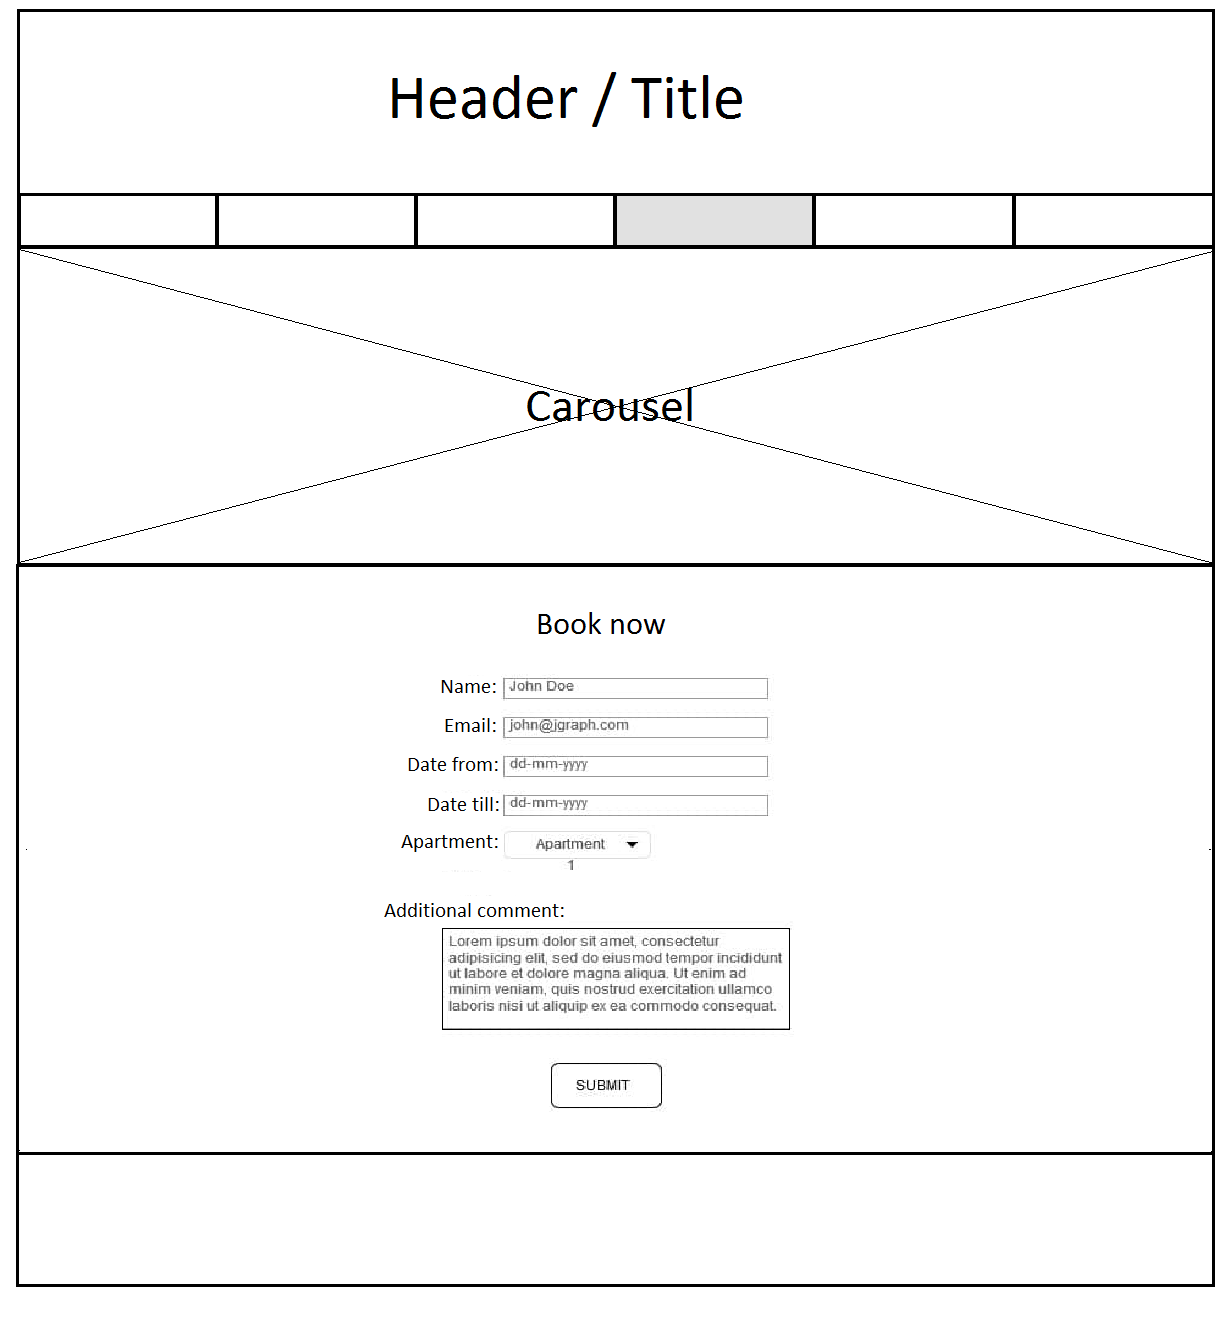 Header / Title
Carousel
Book now
Name: John Doe
Email: john@jgraph.com
Date from: dd-mm-yyyy
Date till: dd-mm-yyyy
Apartment: Apartment
1
Additional comment:
Lorem ipsum dolor sit amet, consectetur
adipisicing elit, sed do eiusmod tempor incididunt
ut labore et dolore magna aliqua. Ut enim ad
minim veniam, quis nostrud exercitation ullamco
laboris nisi ut aliquip ex ea commodo consequat.
SUBMIT